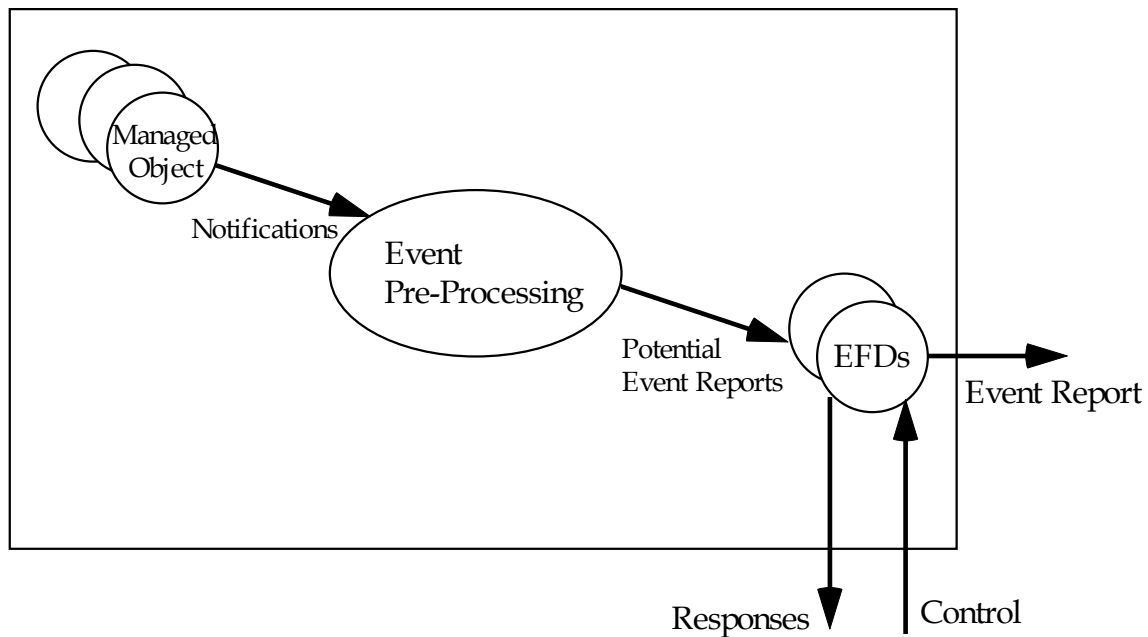 Managed
Object
Notifications
Event
Pre-Processing
Potential
Event Reports
EFDs
Event Report
Responses
Control